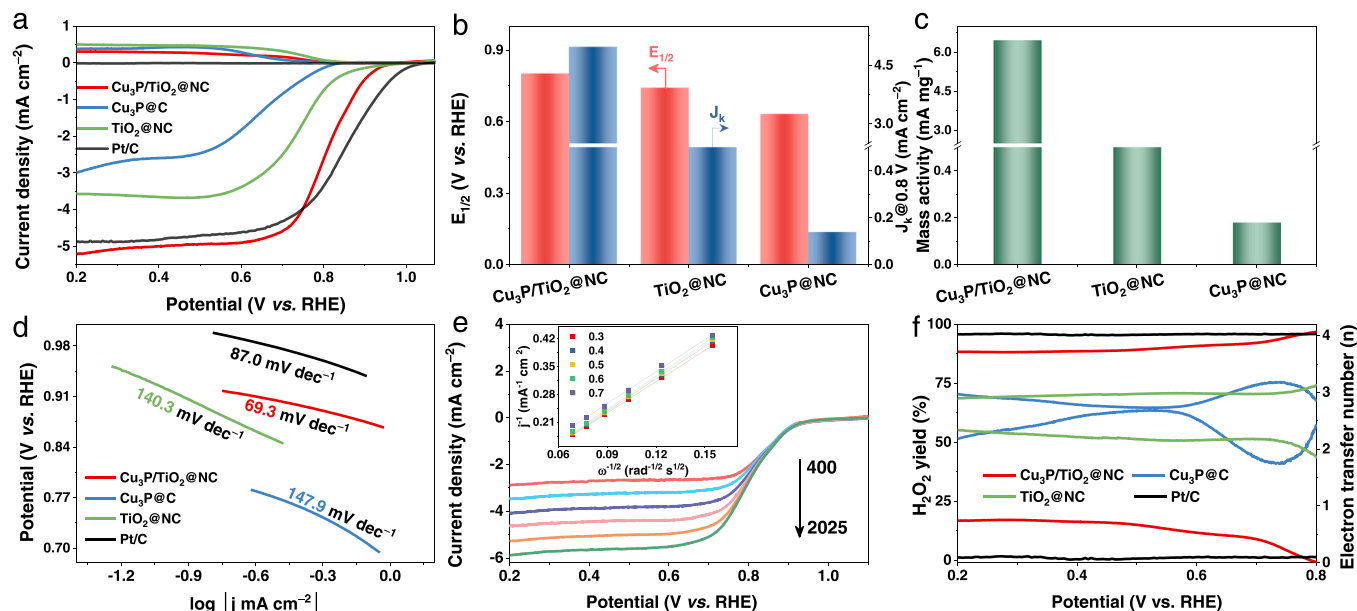 a
Current density (mA cm⁻²)
1
0
-1
-2
-3
-4
-5
Cu₃P/TiO₂@NC
Cu₃P@C
TiO₂@NC
Pt/C
0.2 0.4 0.6 0.8 1.0
Potential (V vs. RHE)
b
E₁/₂ (V vs. RHE)
0.9
0.6
0.3
0.0
E₁/₂
Jₖ
4.5
3.0
0.4
0.2
0.0
Jₖ@0.8 V (mA cm⁻²)
Cu₃P/TiO₂@NC TiO₂@NC Cu₃P@NC
c
Mass activity (mA mg⁻¹)
6.0
4.5
3.0
0.4
0.2
0.0
Cu₃P/TiO₂@NC TiO₂@NC Cu₃P@NC
d
Potential (V vs. RHE)
0.98
0.91
0.84
0.77
0.70
87.0 mV dec⁻¹
140.3 mV dec⁻¹
69.3 mV dec⁻¹
147.9 mV dec⁻¹
Cu₃P/TiO₂@NC
Cu₃P@C
TiO₂@NC
Pt/C
-1.2 -0.9 -0.6 -0.3 0.0
log |j mA cm⁻²|
e
Current density (mA cm⁻²)
4
2
0
-2
-4
-6
j⁻¹ (mA⁻¹ cm⁻²)
0.42
0.35
0.28
0.21
0.3
0.4
0.5
0.6
0.7
0.06 0.09 0.12 0.15
ω⁻¹/² (rad⁻¹/² s¹/²)
400
2025
0.2 0.4 0.6 0.8 1.0
Potential (V vs. RHE)
f
H₂O₂ yield (%)
100
75
50
25
0
Cu₃P/TiO₂@NC
Cu₃P@C
TiO₂@NC
Pt/C
4
3
2
1
0
Electron transfer number (n)
0.2 0.4 0.6 0.8
Potential (V vs. RHE)